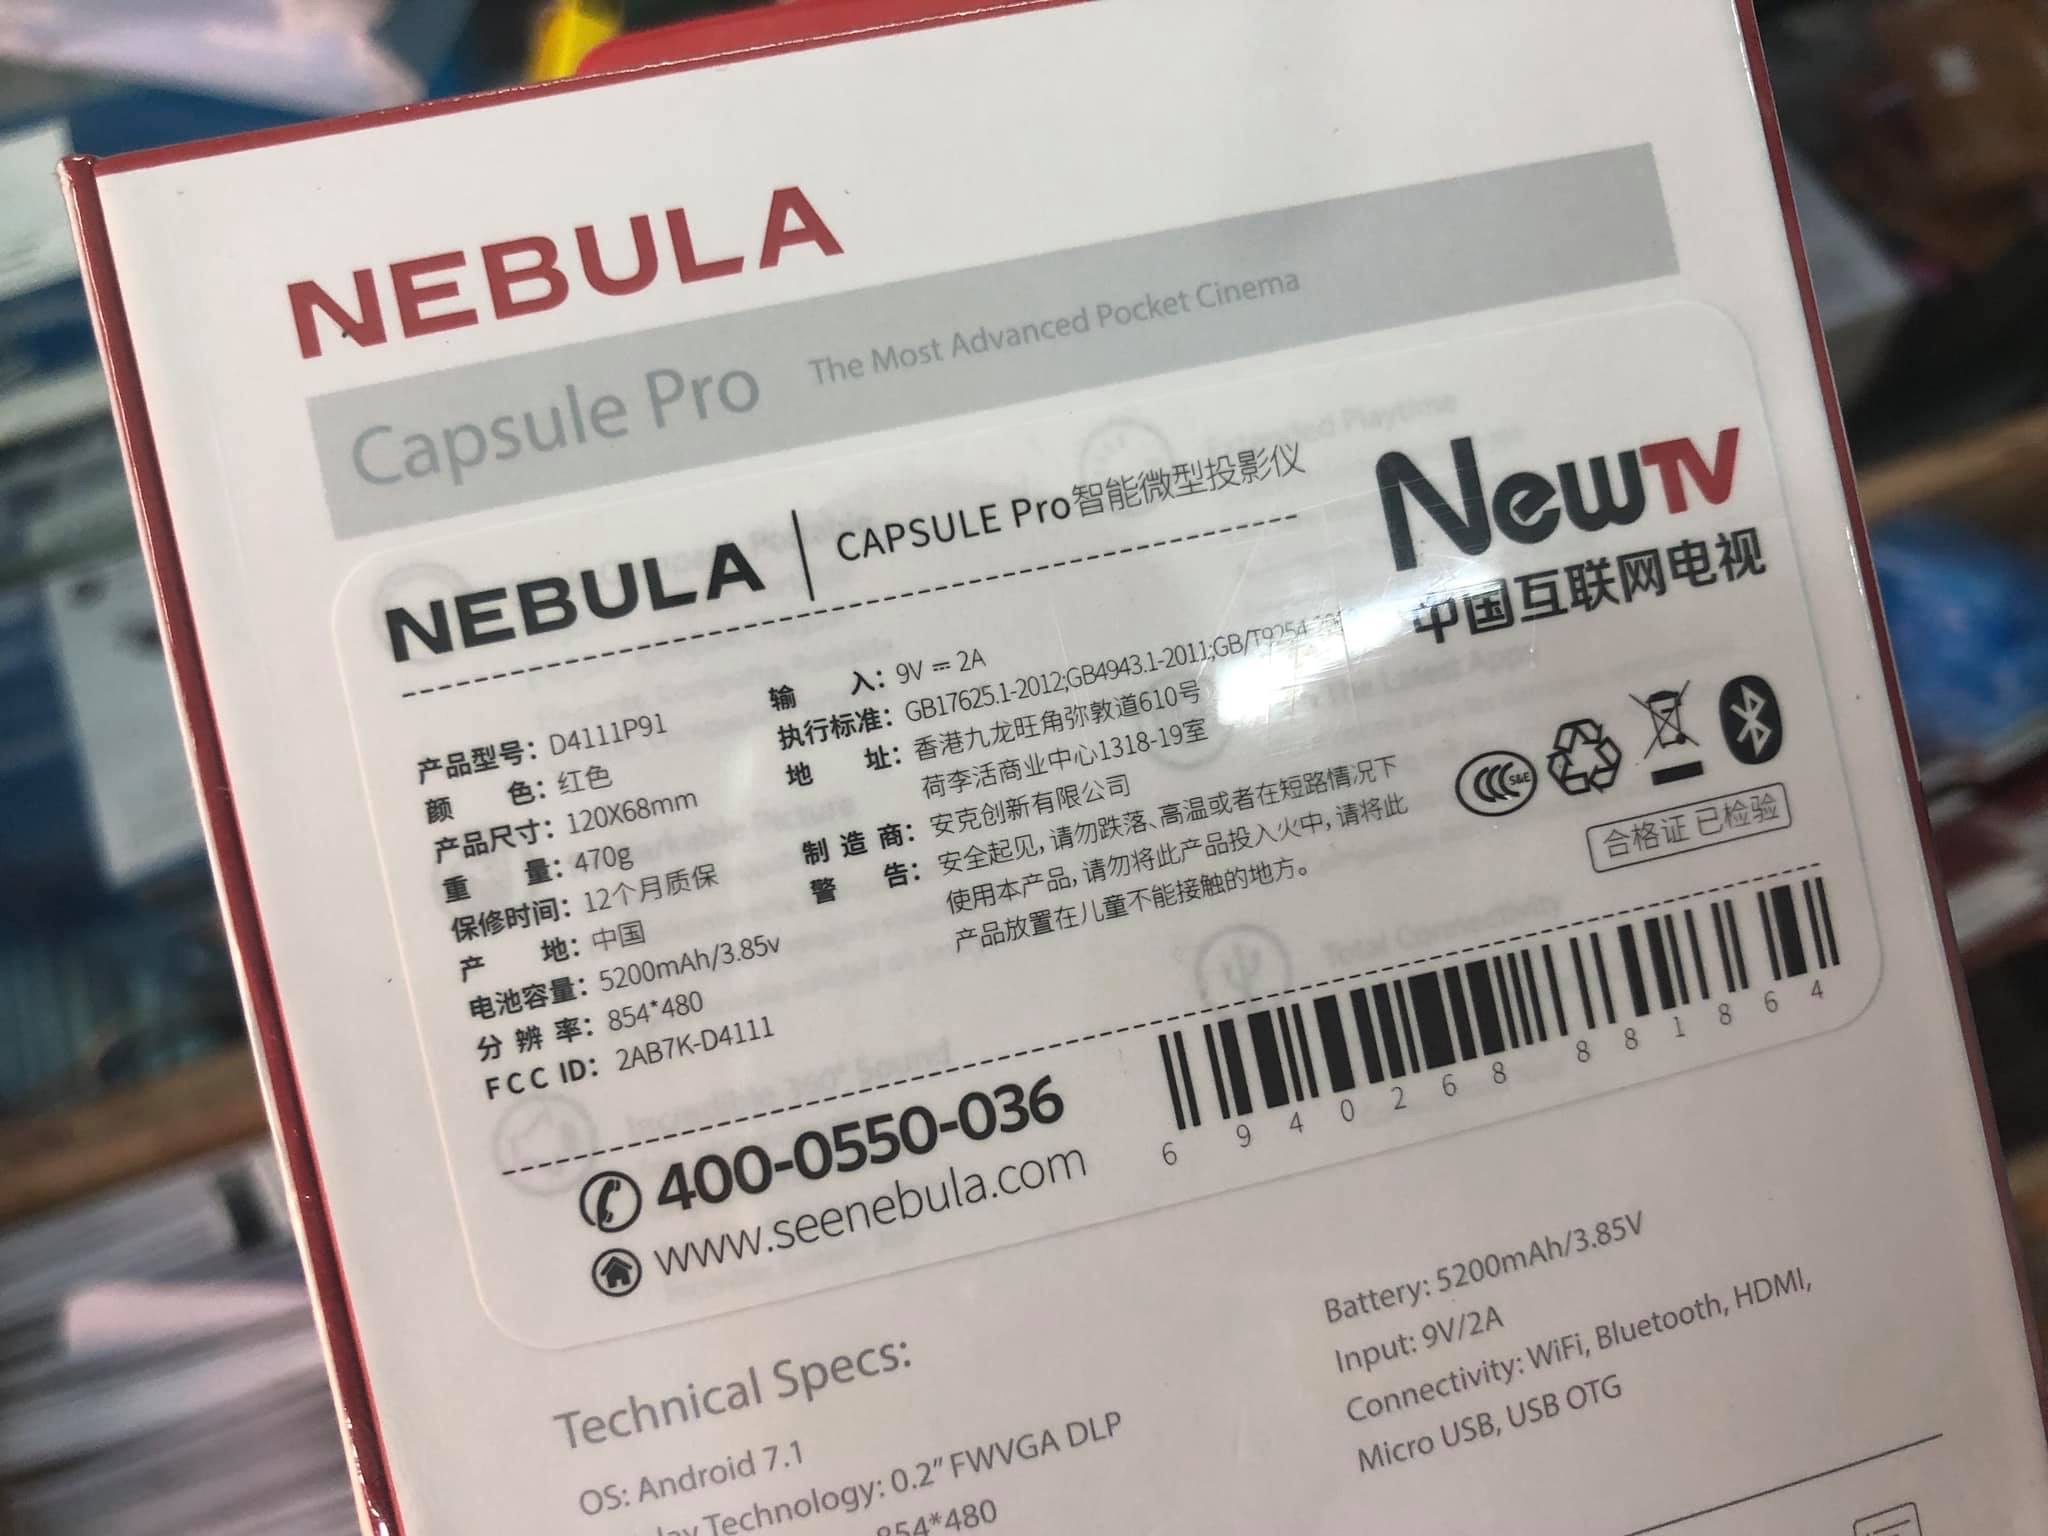 NEBULA
Capsule Pro The Most Advanced Pocket Cinema
NEBULA | CAPSULE Pro智能微型投影仪
NewTV
中国互联网电视
产品型号: D4111P91
颜 色: 红色
产品尺寸: 120X68mm
重 量: 470g
保修时间: 12个月质保
产 地: 中国
电池容量: 5200mAh/3.85v
分 辨 率: 854*480
FCC ID: 2AB7K-D4111
输 入: 9V ⎓ 2A
执行标准: GB17625.1-2012;GB4943.1-2011;GB/T9254
地 址: 香港九龙旺角弥敦道610号
荷李活商业中心1318-19室
制 造 商: 安克创新有限公司
警 告: 安全起见, 请勿跌落、高温或者在短路情况下
使用本产品, 请勿将此产品投入火中, 请将此
产品放置在儿童不能接触的地方。
S&E
合格证 已检验
400-0550-036
www.seenebula.com
6 940268 881864
Technical Specs:
OS: Android 7.1
Technology: 0.2" FWVGA DLP
854*480
Battery: 5200mAh/3.85V
Input: 9V/2A
Connectivity: WiFi, Bluetooth, HDMI,
Micro USB, USB OTG